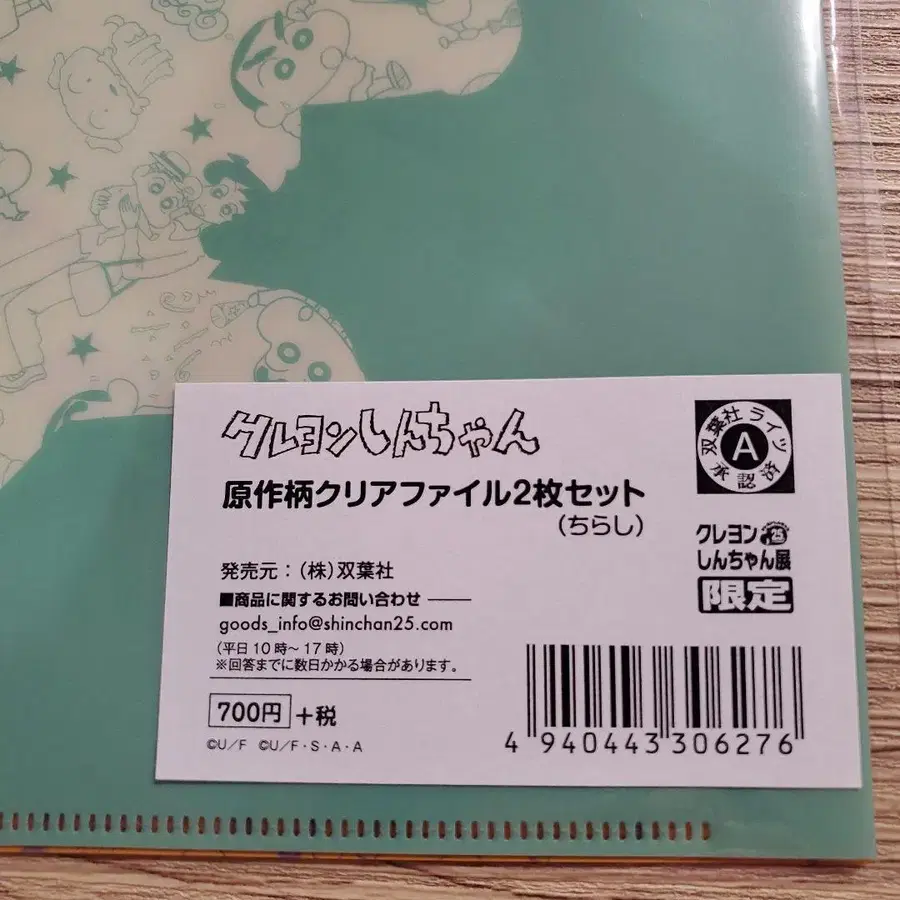 クレヨンしんちゃん
原作柄クリアファイル2枚セット
(ちらし)
発売元：(株)双葉社
■商品に関するお問い合わせ
goods_info@shinchan25.com
(平日10時〜17時)
※回答までに数日かかる場合があります。
700円+税
©U/F ©U/F・S・A・A
双葉社ライツ
A
承認済
クレヨン
25
しんちゃん展
限定
4 940443 306276